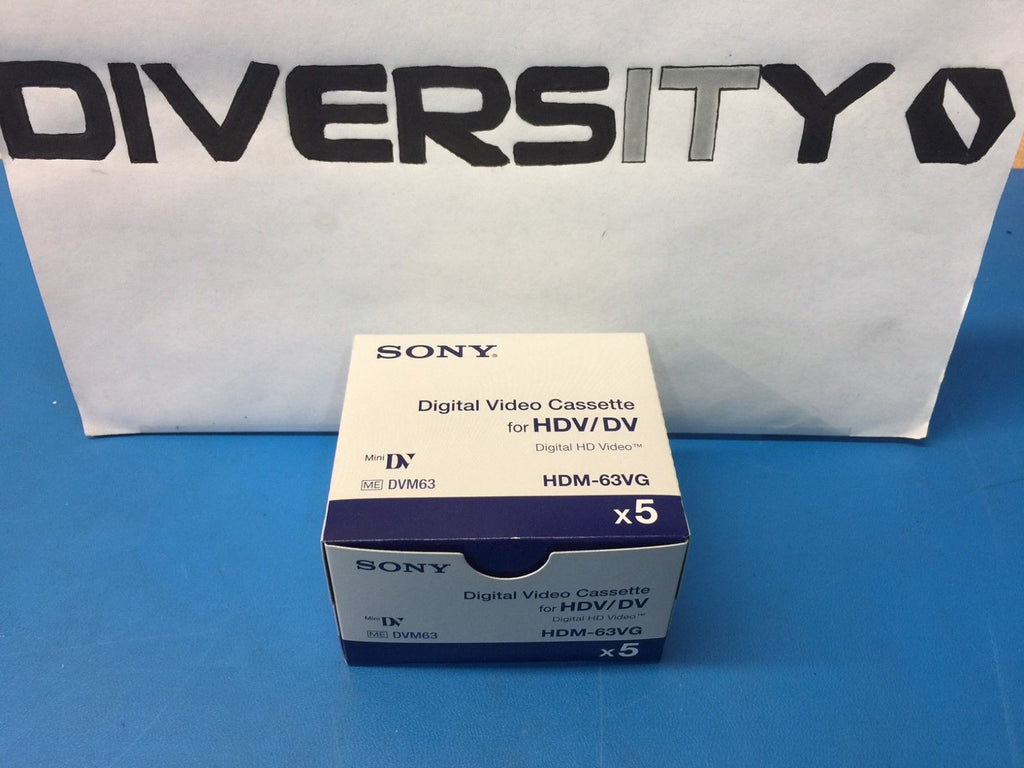 DIVERSITY
SONY®
Digital Video Cassette
for HDV/DV
Digital HD Video™
Mini DV
ME DVM63
HDM-63VG
x5
SONY
Digital Video Cassette
for HDV/DV
Digital HD Video™
Mini DV
ME DVM63
HDM-63VG
x5